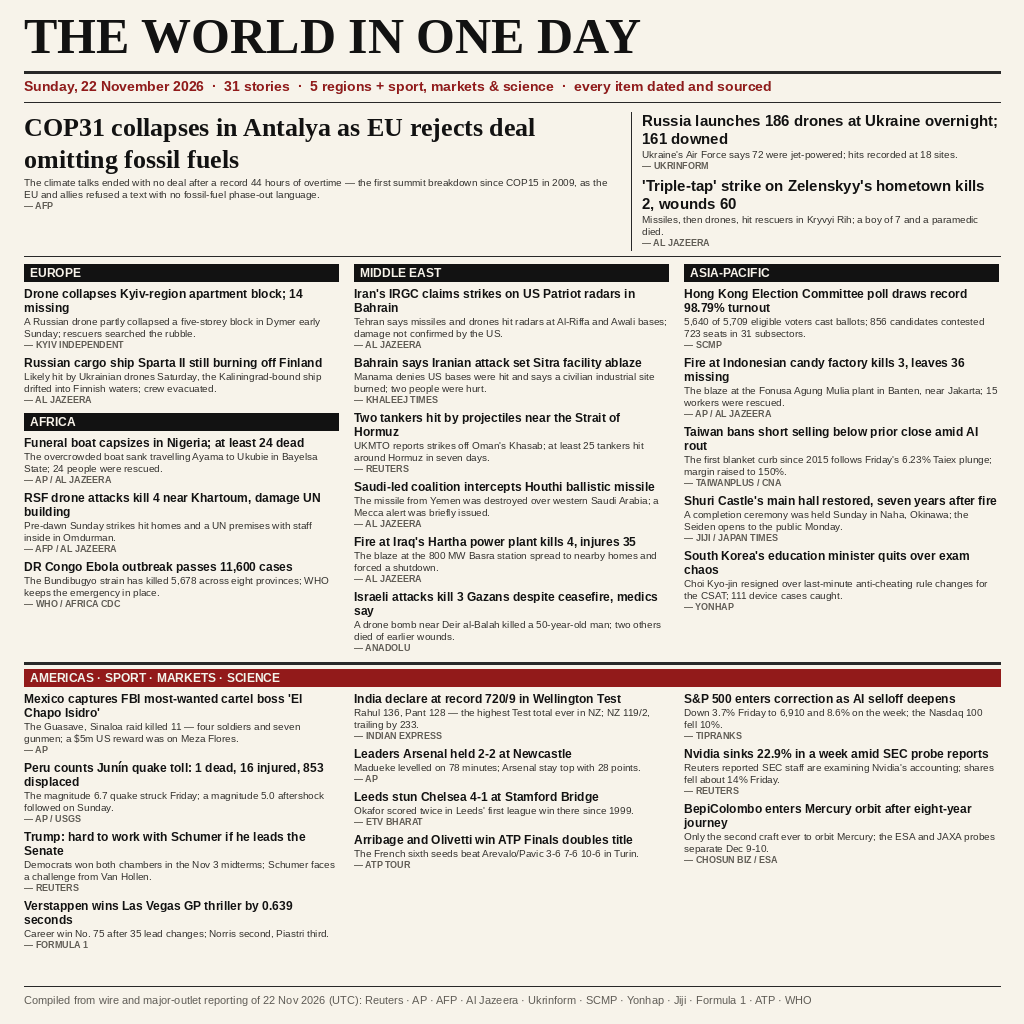 THE WORLD IN ONE DAY
Sunday, 22 November 2026 · 31 stories · 5 regions + sport, markets & science · every item dated and sourced
COP31 collapses in Antalya as EU rejects deal
omitting fossil fuels
The climate talks ended with no deal after a record 44 hours of overtime — the first summit breakdown since COP15 in 2009, as the
EU and allies refused a text with no fossil-fuel phase-out language.
— AFP
Russia launches 186 drones at Ukraine overnight;
161 downed
Ukraine's Air Force says 72 were jet-powered; hits recorded at 18 sites.
— UKRINFORM
'Triple-tap' strike on Zelenskyy's hometown kills
2, wounds 60
Missiles, then drones, hit rescuers in Kryvyi Rih; a boy of 7 and a paramedic
died.
— AL JAZEERA
EUROPE
Drone collapses Kyiv-region apartment block; 14
missing
A Russian drone partly collapsed a five-storey block in Dymer early
Sunday; rescuers searched the rubble.
— KYIV INDEPENDENT
Russian cargo ship Sparta II still burning off Finland
Likely hit by Ukrainian drones Saturday, the Kaliningrad-bound ship
drifted into Finnish waters; crew evacuated.
— AL JAZEERA
AFRICA
Funeral boat capsizes in Nigeria; at least 24 dead
The overcrowded boat sank travelling Ayama to Ukubie in Bayelsa
State; 24 people were rescued.
— AP / AL JAZEERA
RSF drone attacks kill 4 near Khartoum, damage UN
building
Pre-dawn Sunday strikes hit homes and a UN premises with staff
inside in Omdurman.
— AFP / AL JAZEERA
DR Congo Ebola outbreak passes 11,600 cases
The Bundibugyo strain has killed 5,678 across eight provinces; WHO
keeps the emergency in place.
— WHO / AFRICA CDC
MIDDLE EAST
Iran's IRGC claims strikes on US Patriot radars in
Bahrain
Tehran says missiles and drones hit radars at Al-Riffa and Awali bases;
damage not confirmed by the US.
— AL JAZEERA
Bahrain says Iranian attack set Sitra facility ablaze
Manama denies US bases were hit and says a civilian industrial site
burned; two people were hurt.
— KHALEEJ TIMES
Two tankers hit by projectiles near the Strait of
Hormuz
UKMTO reports strikes off Oman's Khasab; at least 25 tankers hit
around Hormuz in seven days.
— REUTERS
Saudi-led coalition intercepts Houthi ballistic missile
The missile from Yemen was destroyed over western Saudi Arabia; a
Mecca alert was briefly issued.
— AL JAZEERA
Fire at Iraq's Hartha power plant kills 4, injures 35
The blaze at the 800 MW Basra station spread to nearby homes and
forced a shutdown.
— AL JAZEERA
Israeli attacks kill 3 Gazans despite ceasefire, medics
say
A drone bomb near Deir al-Balah killed a 50-year-old man; two others
died of earlier wounds.
— ANADOLU
ASIA-PACIFIC
Hong Kong Election Committee poll draws record
98.79% turnout
5,640 of 5,709 eligible voters cast ballots; 856 candidates contested
723 seats in 31 subsectors.
— SCMP
Fire at Indonesian candy factory kills 3, leaves 36
missing
The blaze at the Fonusa Agung Mulia plant in Banten, near Jakarta; 15
workers were rescued.
— AP / AL JAZEERA
Taiwan bans short selling below prior close amid AI
rout
The first blanket curb since 2015 follows Friday's 6.23% Taiex plunge;
margin raised to 150%.
— TAIWANPLUS / CNA
Shuri Castle's main hall restored, seven years after fire
A completion ceremony was held Sunday in Naha, Okinawa; the
Seiden opens to the public Monday.
— JIJI / JAPAN TIMES
South Korea's education minister quits over exam
chaos
Choi Kyo-jin resigned over last-minute anti-cheating rule changes for
the CSAT; 111 device cases caught.
— YONHAP
AMERICAS · SPORT · MARKETS · SCIENCE
Mexico captures FBI most-wanted cartel boss 'El
Chapo Isidro'
The Guasave, Sinaloa raid killed 11 — four soldiers and seven
gunmen; a $5m US reward was on Meza Flores.
— AP
Peru counts Junín quake toll: 1 dead, 16 injured, 853
displaced
The magnitude 6.7 quake struck Friday; a magnitude 5.0 aftershock
followed on Sunday.
— AP / USGS
Trump: hard to work with Schumer if he leads the
Senate
Democrats won both chambers in the Nov 3 midterms; Schumer faces
a challenge from Van Hollen.
— REUTERS
Verstappen wins Las Vegas GP thriller by 0.639
seconds
Career win No. 75 after 35 lead changes; Norris second, Piastri third.
— FORMULA 1
India declare at record 720/9 in Wellington Test
Rahul 136, Pant 128 — the highest Test total ever in NZ; NZ 119/2,
trailing by 233.
— INDIAN EXPRESS
Leaders Arsenal held 2-2 at Newcastle
Madueke levelled on 78 minutes; Arsenal stay top with 28 points.
— AP
Leeds stun Chelsea 4-1 at Stamford Bridge
Okafor scored twice in Leeds' first league win there since 1999.
— ETV BHARAT
Arribage and Olivetti win ATP Finals doubles title
The French sixth seeds beat Arevalo/Pavic 3-6 7-6 10-6 in Turin.
— ATP TOUR
S&P 500 enters correction as AI selloff deepens
Down 3.7% Friday to 6,910 and 8.6% on the week; the Nasdaq 100
fell 10%.
— TIPRANKS
Nvidia sinks 22.9% in a week amid SEC probe reports
Reuters reported SEC staff are examining Nvidia's accounting; shares
fell about 14% Friday.
— REUTERS
BepiColombo enters Mercury orbit after eight-year
journey
Only the second craft ever to orbit Mercury; the ESA and JAXA probes
separate Dec 9-10.
— CHOSUN BIZ / ESA
Compiled from wire and major-outlet reporting of 22 Nov 2026 (UTC): Reuters · AP · AFP · Al Jazeera · Ukrinform · SCMP · Yonhap · Jiji · Formula 1 · ATP · WHO